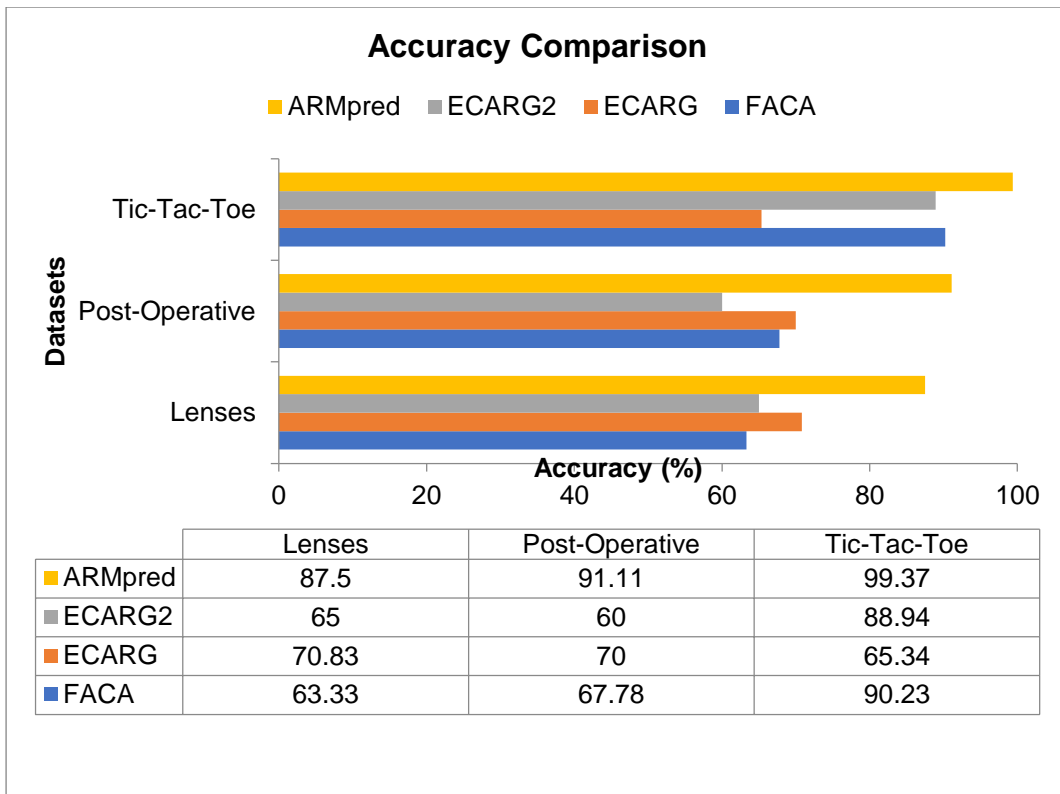 Accuracy Comparison
ARMpred ECARG2 ECARG FACA
Datasets
Tic-Tac-Toe
Post-Operative
Lenses
Accuracy (%)
0 20 40 60 80 100
Lenses Post-Operative Tic-Tac-Toe
ARMpred 87.5 91.11 99.37
ECARG2 65 60 88.94
ECARG 70.83 70 65.34
FACA 63.33 67.78 90.23